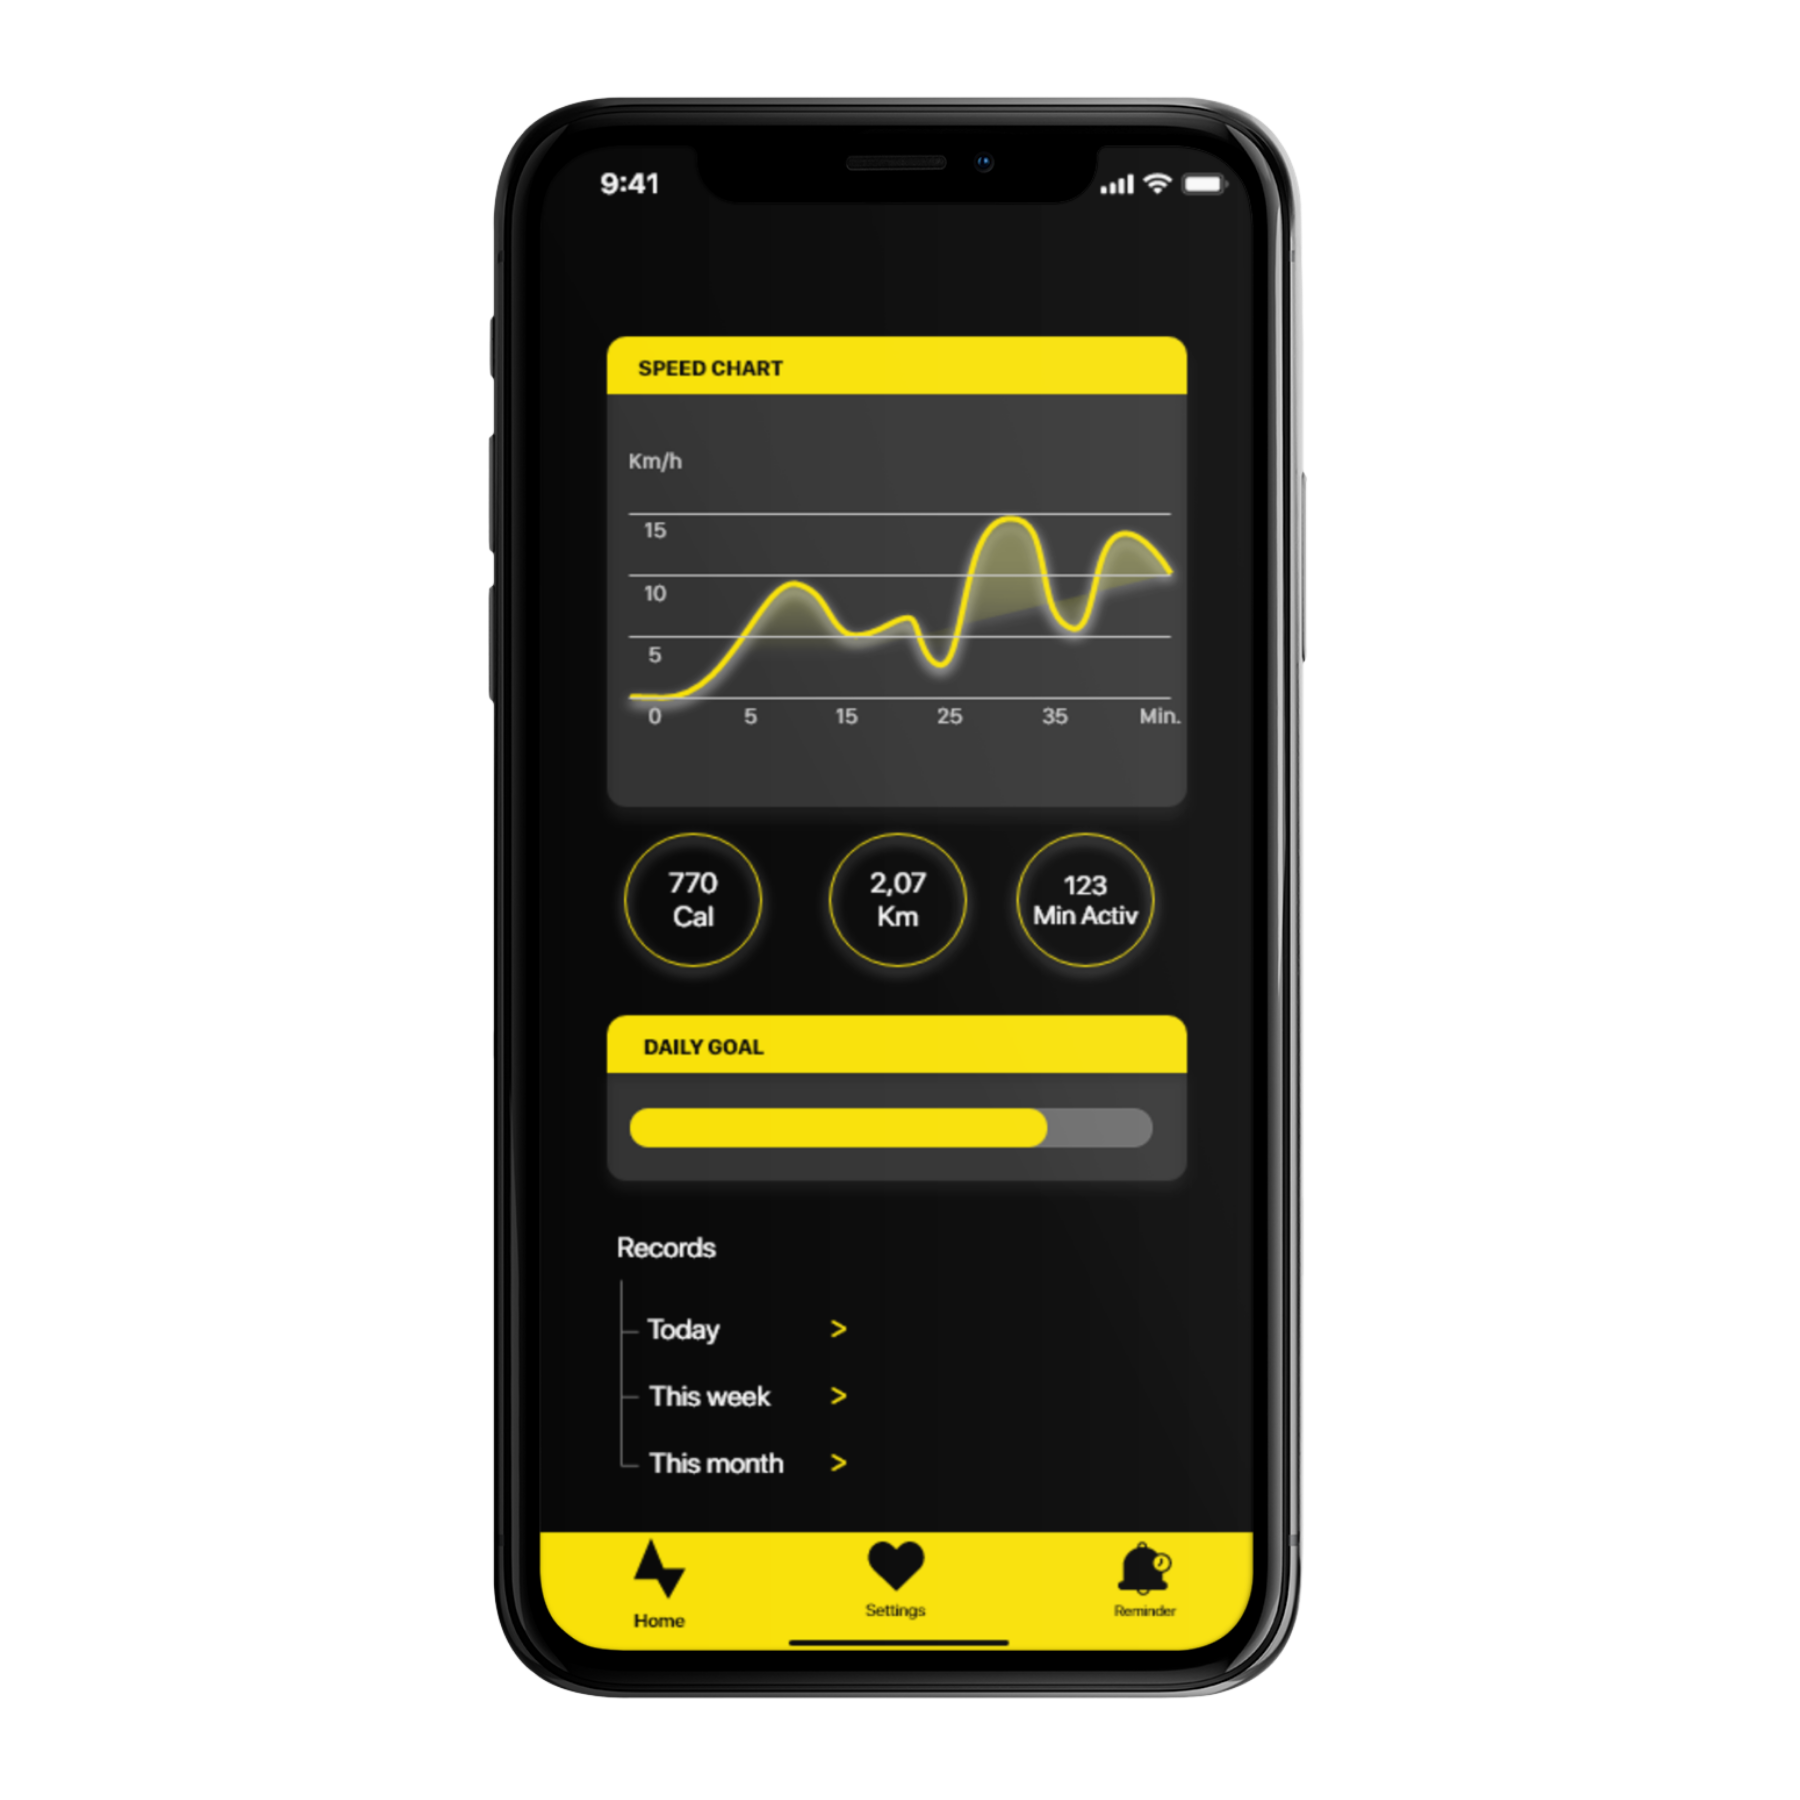 9:41
SPEED CHART
Km/h
15
10
5
0 5 15 25 35 Min.
770
Cal
2,07
Km
123
Min Activ
DAILY GOAL
Records
Today >
This week >
This month >
Home
Settings
Reminder